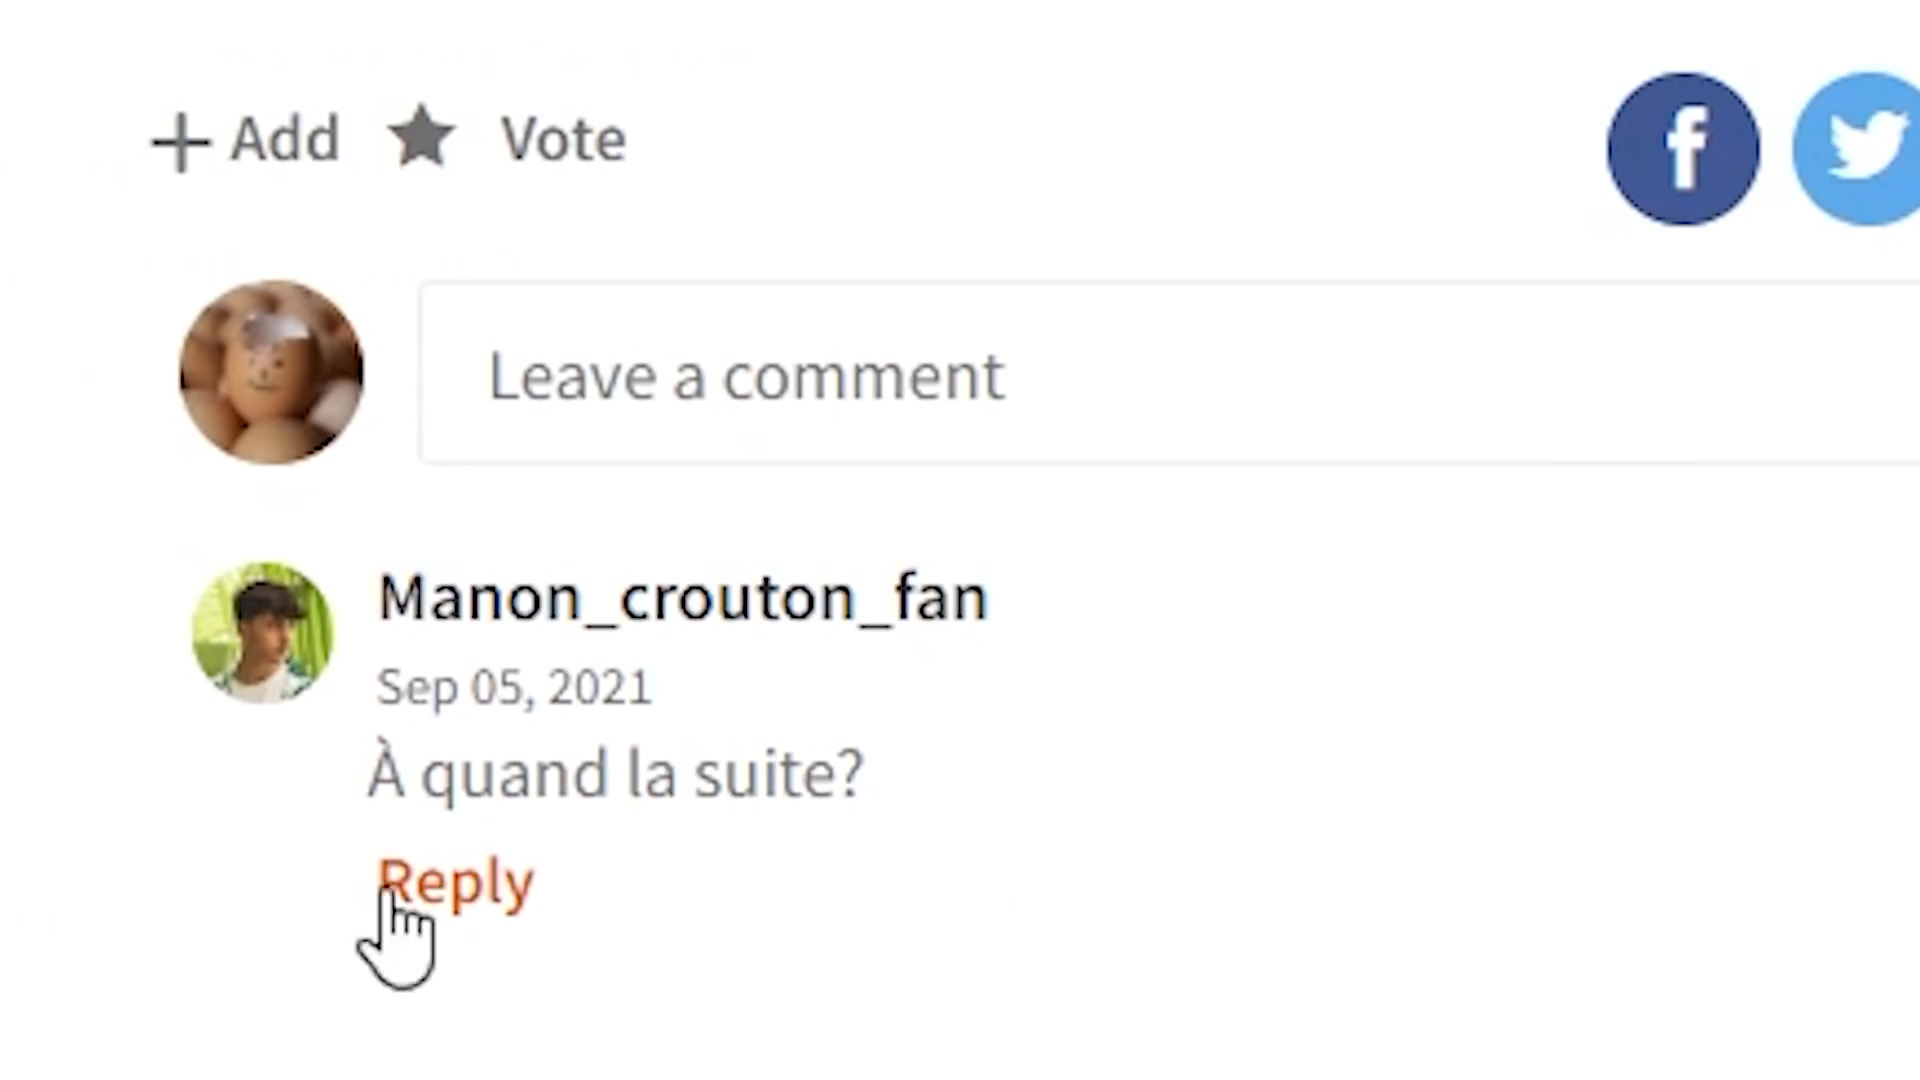 + Add ★ Vote
Leave a comment
Manon_crouton_fan
Sep 05, 2021
À quand la suite?
Reply